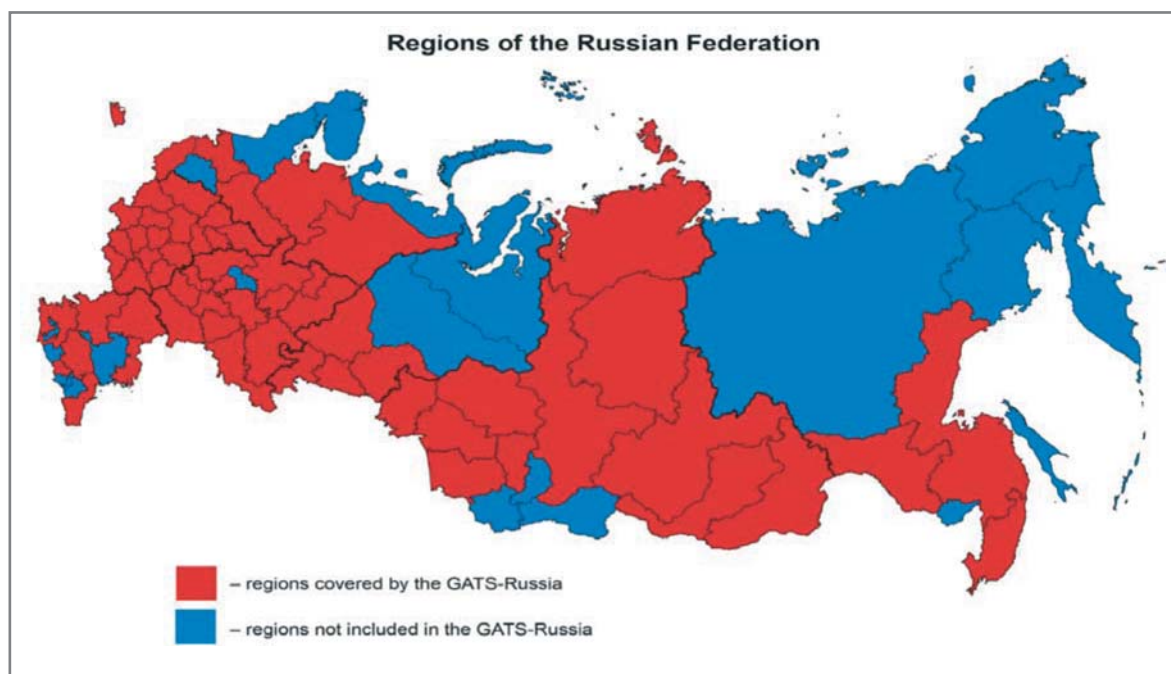 Regions of the Russian Federation
– regions covered by the GATS-Russia
– regions not included in the GATS-Russia